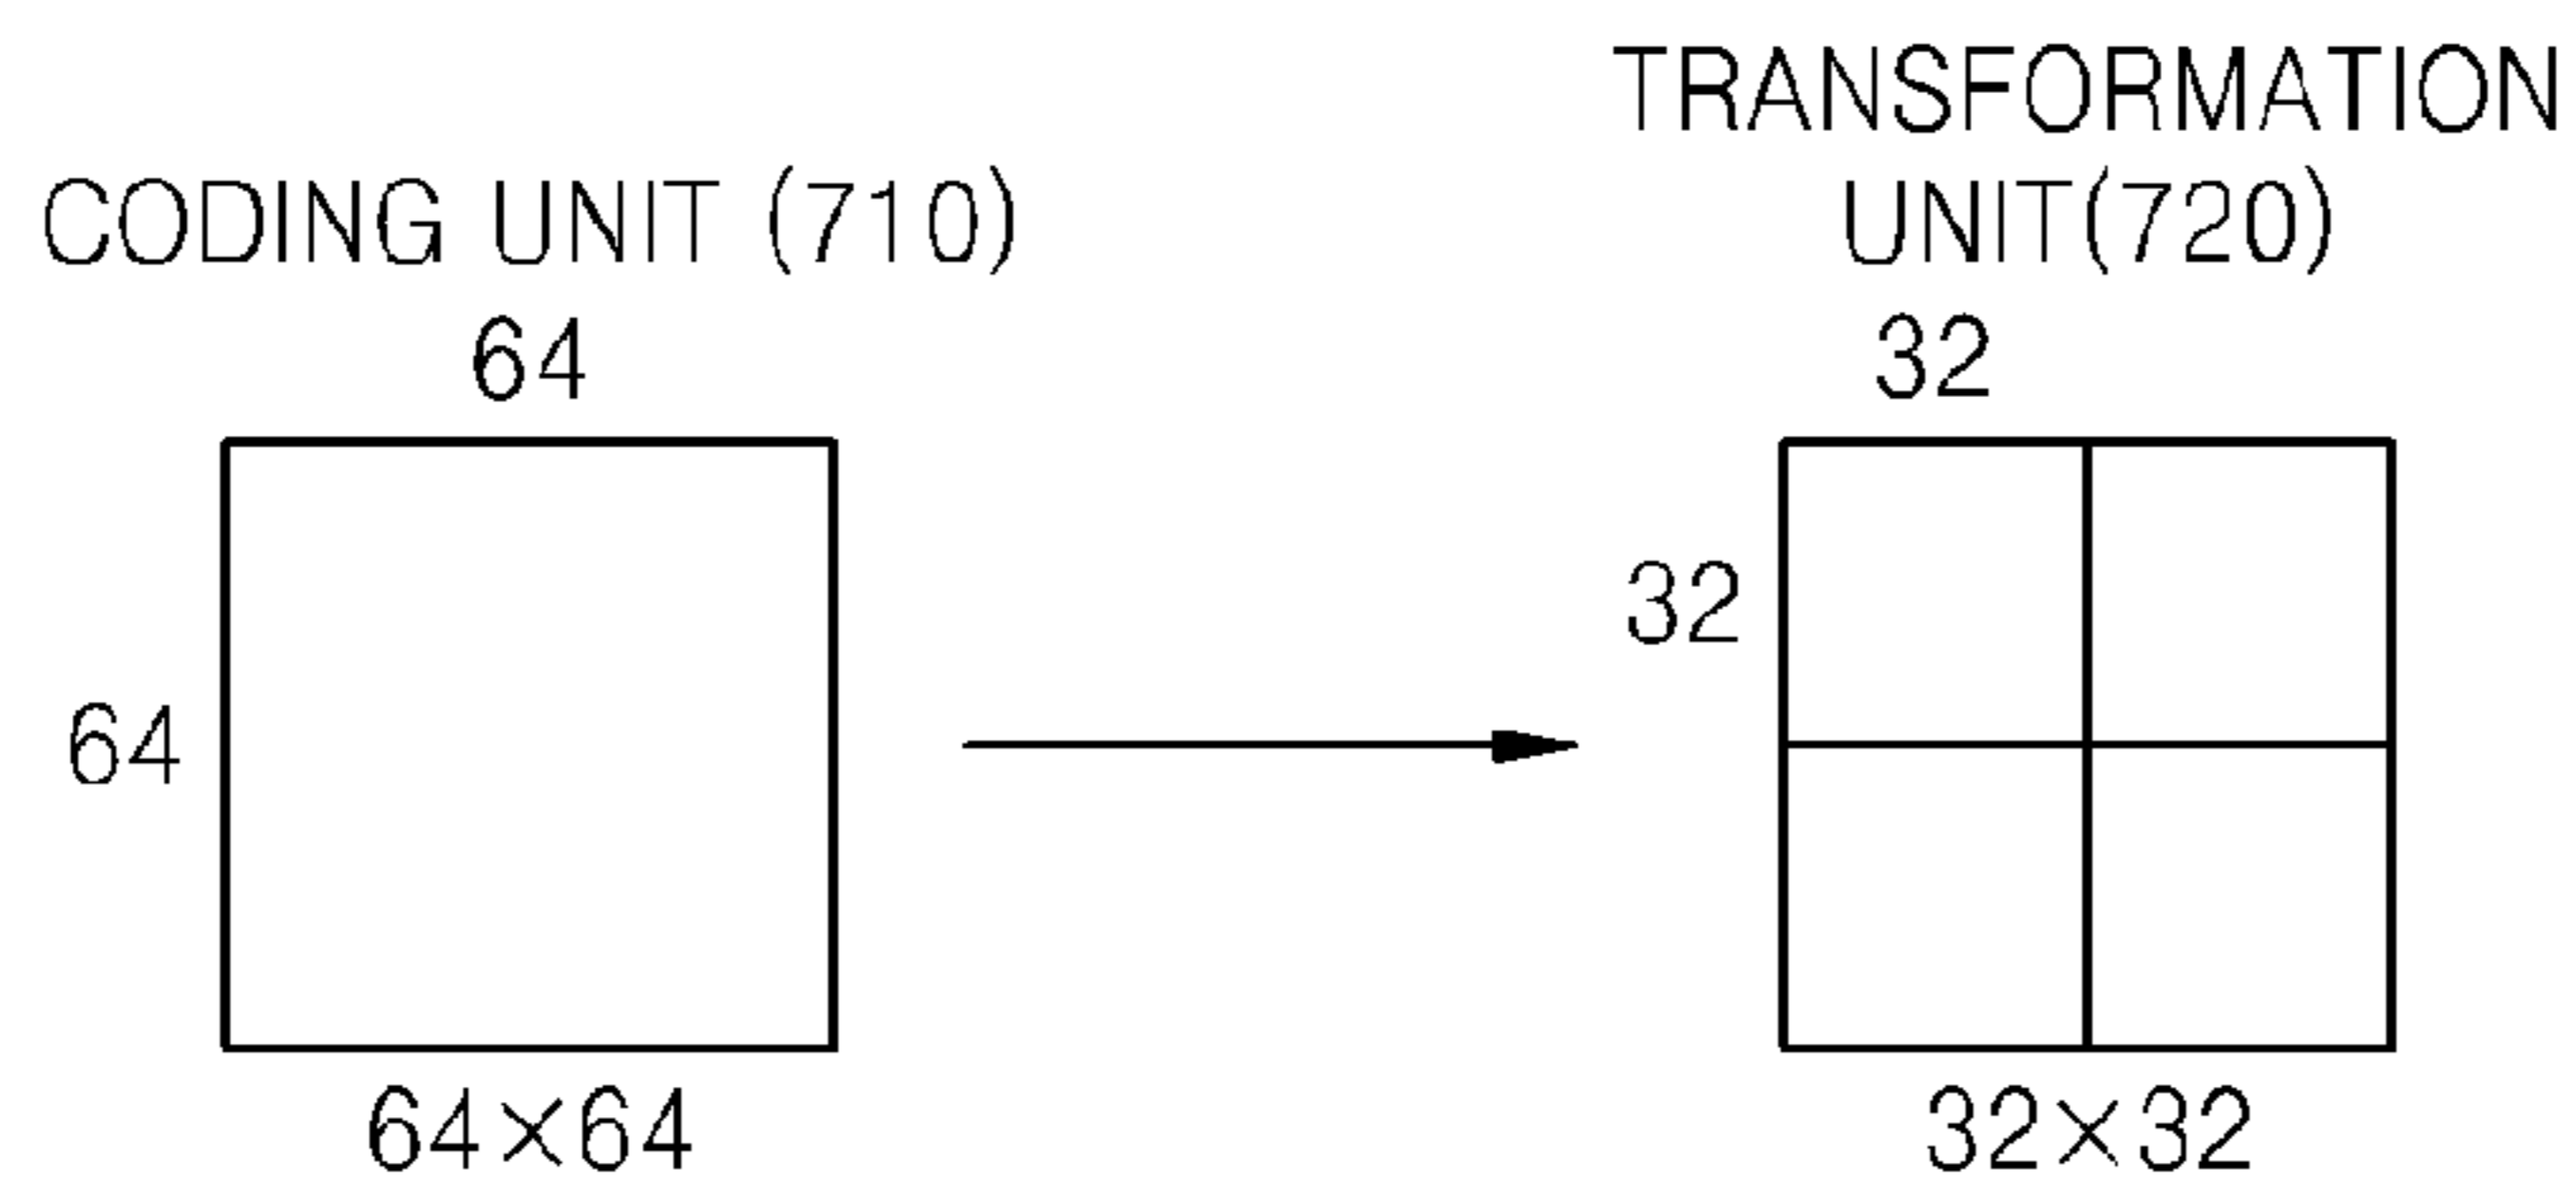 CODING UNIT (710)
64
64
64×64
TRANSFORMATION
UNIT(720)
32
32
32×32